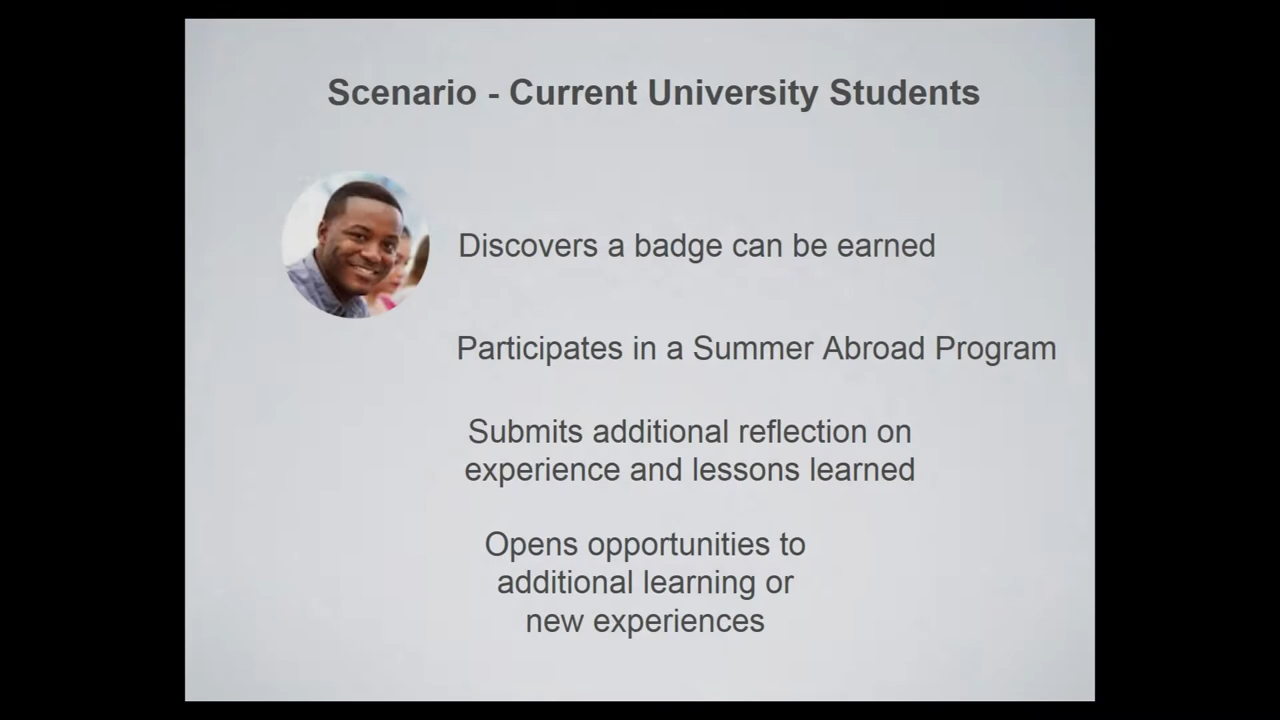 Scenario - Current University Students
Discovers a badge can be earned
Participates in a Summer Abroad Program
Submits additional reflection on
experience and lessons learned
Opens opportunities to
additional learning or
new experiences